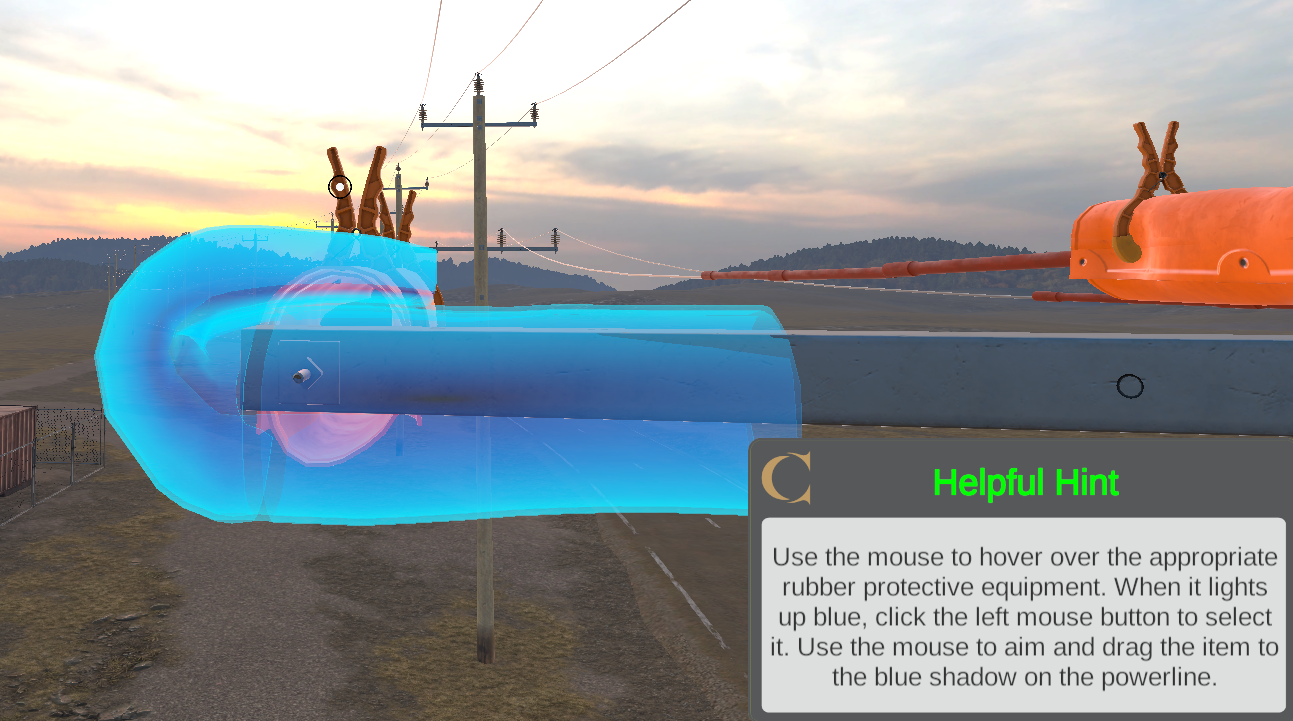 C
Helpful Hint
Use the mouse to hover over the appropriate
rubber protective equipment. When it lights
up blue, click the left mouse button to select
it. Use the mouse to aim and drag the item to
the blue shadow on the powerline.